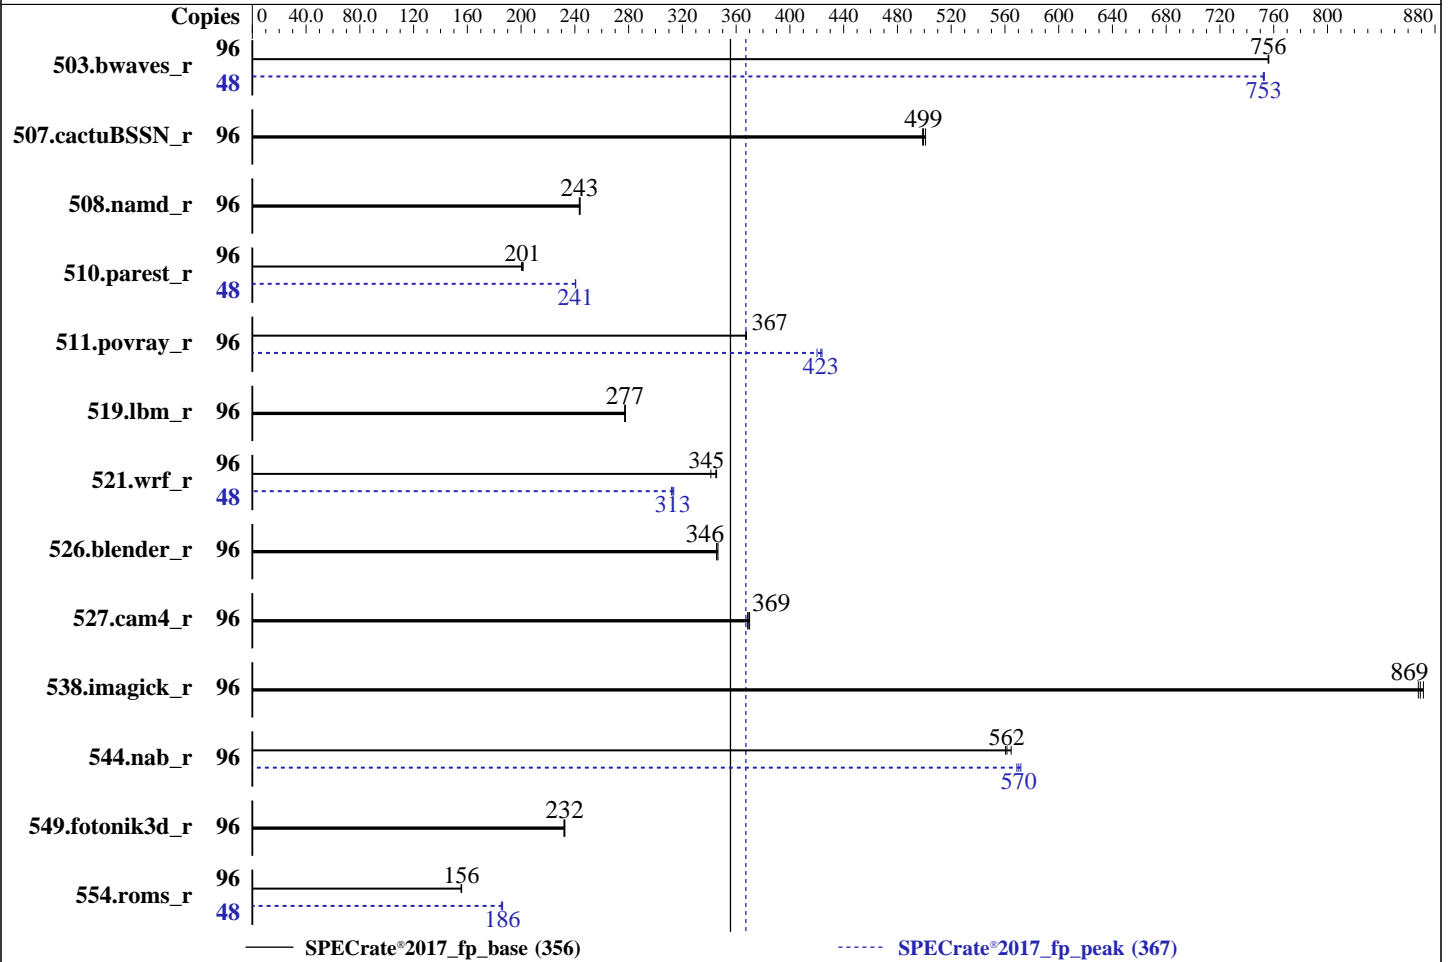 Copies 0 40.0 80.0 120 160 200 240 280 320 360 400 440 480 520 560 600 640 680 720 760 800 880
503.bwaves_r 96 756
48 753
507.cactuBSSN_r 96 499
508.namd_r 96 243
510.parest_r 96 201
48 241
511.povray_r 96 367
423
519.lbm_r 96 277
521.wrf_r 96 345
48 313
526.blender_r 96 346
527.cam4_r 96 369
538.imagick_r 96 869
544.nab_r 96 562
570
549.fotonik3d_r 96 232
554.roms_r 96 156
48 186
SPECrate®2017_fp_base (356) SPECrate®2017_fp_peak (367)